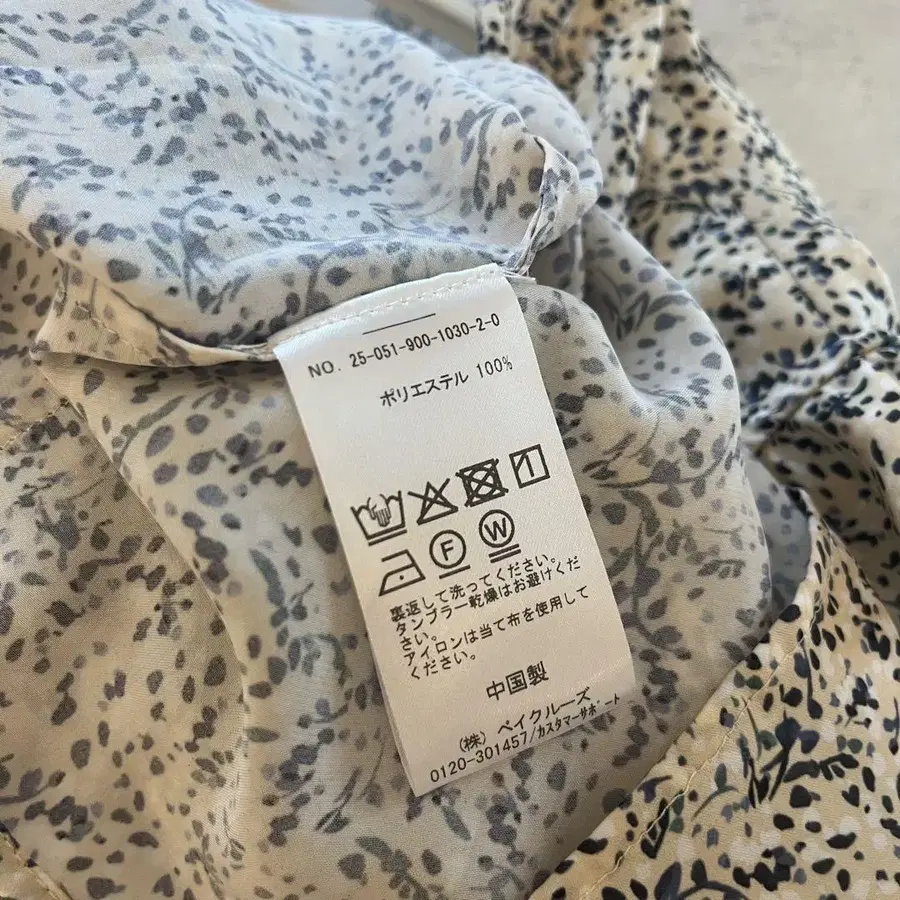 NO. 25-051-900-1030-2-0
ポリエステル 100%
F
W
裏返して洗ってください。
タンブラー乾燥はお避けくだ
さい。
アイロンは当て布を使用して
ください。
中国製
(株) ベイクルーズ
0120-301457/カスタマーサポート